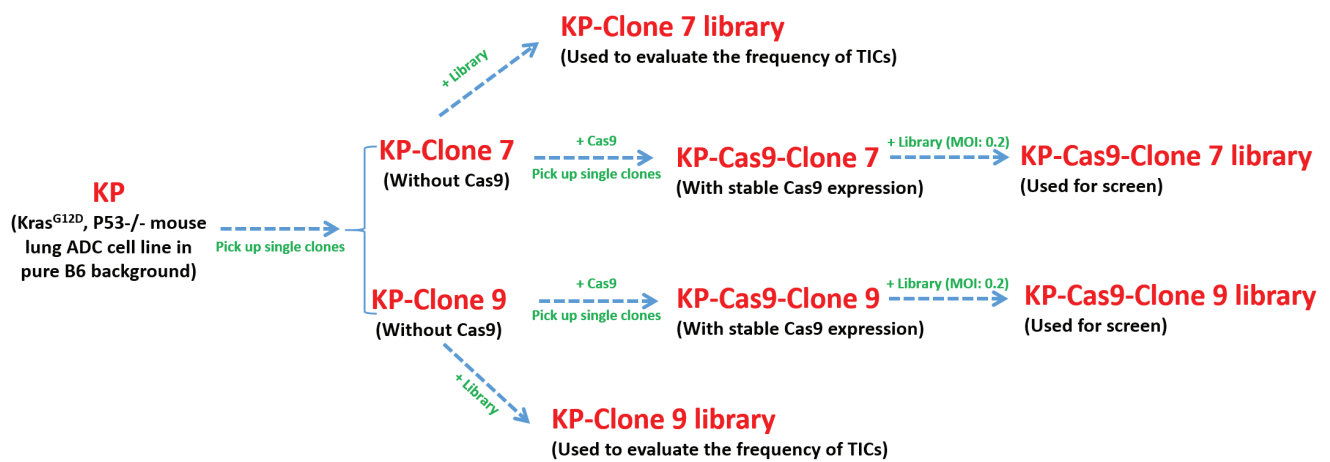 KP-Clone 7 library
(Used to evaluate the frequency of TICs)
+ Library
KP-Clone 7
(Without Cas9)
+ Cas9
Pick up single clones
KP-Cas9-Clone 7
(With stable Cas9 expression)
+ Library (MOI: 0.2)
KP-Cas9-Clone 7 library
(Used for screen)
KP
(KrasG12D, P53-/- mouse
lung ADC cell line in
pure B6 background)
Pick up single clones
KP-Clone 9
(Without Cas9)
+ Cas9
Pick up single clones
KP-Cas9-Clone 9
(With stable Cas9 expression)
+ Library (MOI: 0.2)
KP-Cas9-Clone 9 library
(Used for screen)
+ Library
KP-Clone 9 library
(Used to evaluate the frequency of TICs)